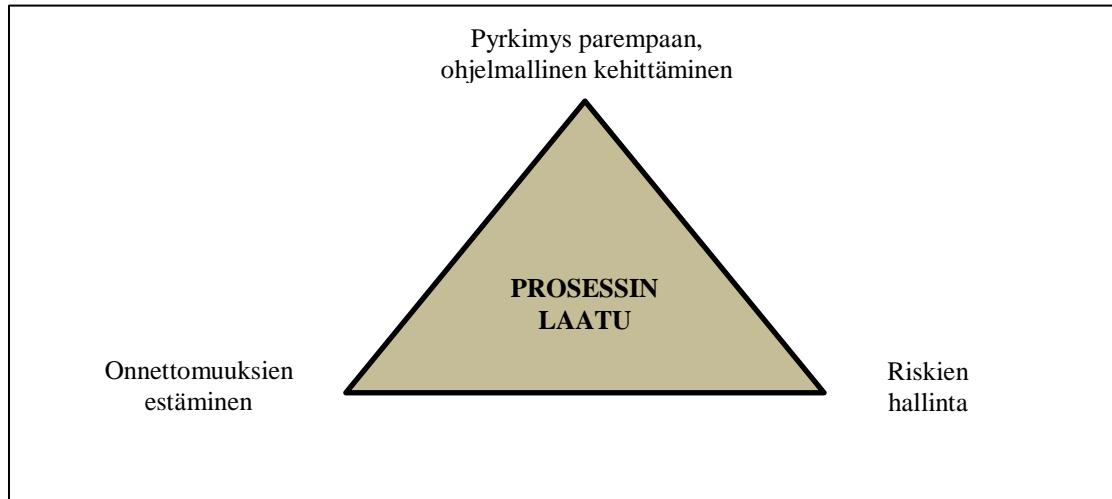 Pyrkimys parempaan,
ohjelmallinen kehittäminen
PROSESSIN
LAATU
Onnettomuuksien
estäminen
Riskien
hallinta